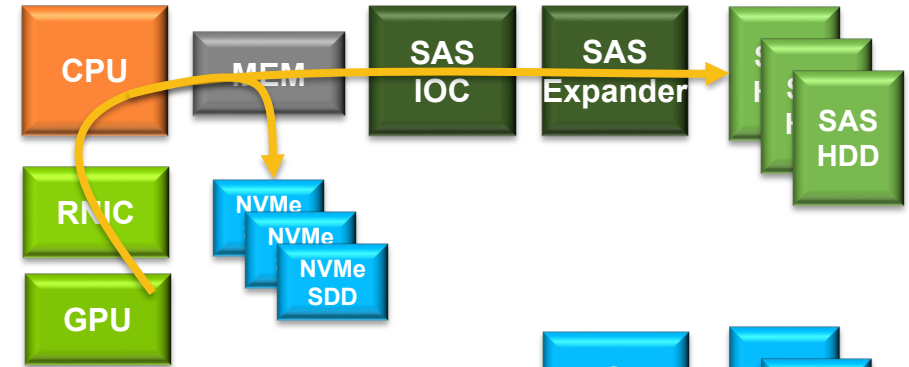 CPU
MEM
SAS
IOC
SAS
Expander
SAS
HDD
RNIC
NVMe
NVMe
NVMe
SDD
GPU